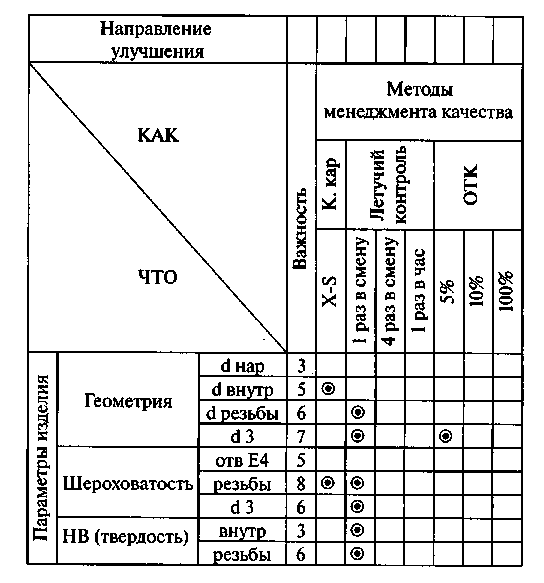 Направление
улучшения
КАК
ЧТО
Важность
Методы
менеджмента качества
К. кар
Летучий
контроль
ОТК
X-S
1 раз в смену
4 раз в смену
1 раз в час
5%
10%
100%
Параметры изделия
Геометрия
d нар 3
d внутр 5
d резьбы 6
d 3 7
Шероховатость
отв E4 5
резьбы 8
d 3 6
НВ (твердость)
внутр 3
резьбы 6